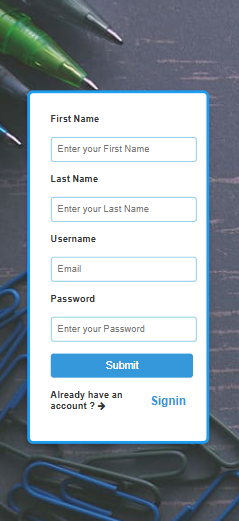 First Name
Enter your First Name
Last Name
Enter your Last Name
Username
Email
Password
Enter your Password
Submit
Already have an
account ? → Signin